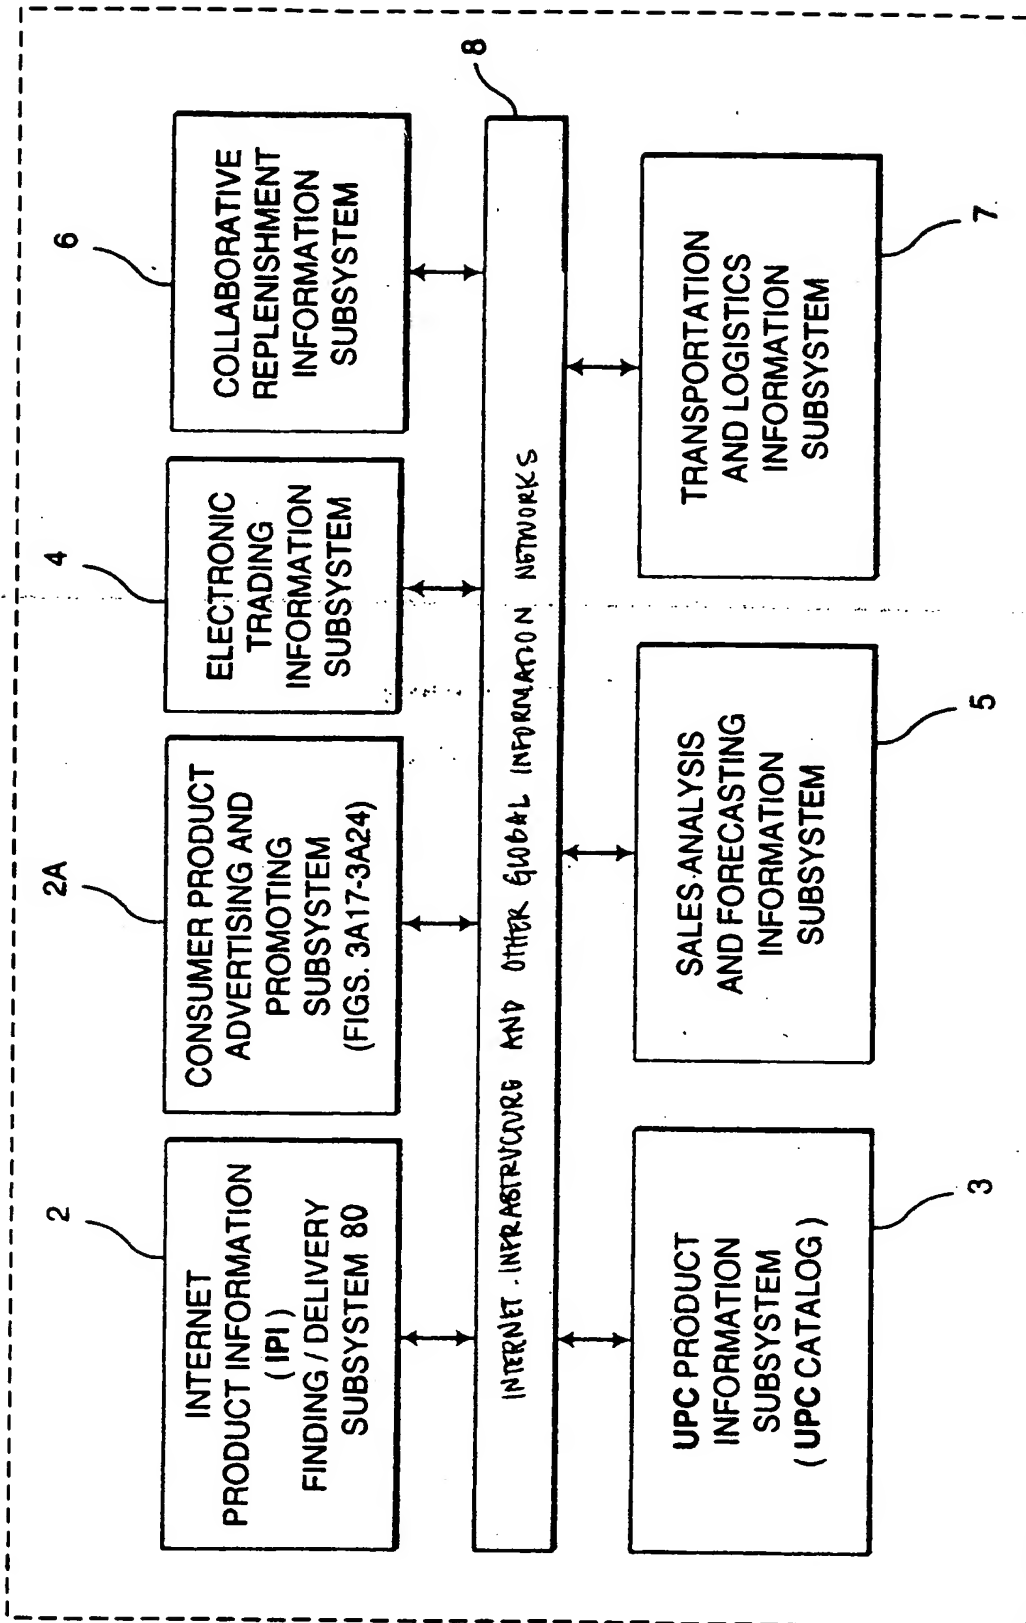 2
INTERNET
PRODUCT INFORMATION
( IPI )
FINDING / DELIVERY
SUBSYSTEM 80
2A
CONSUMER PRODUCT
ADVERTISING AND
PROMOTING
SUBSYSTEM
(FIGS. 3A17-3A24)
4
ELECTRONIC
TRADING
INFORMATION
SUBSYSTEM
6
COLLABORATIVE
REPLENISHMENT
INFORMATION
SUBSYSTEM
8
INTERNET INFRASTRUCTURE AND OTHER GLOBAL INFORMATION NETWORKS
UPC PRODUCT
INFORMATION
SUBSYSTEM
( UPC CATALOG )
3
SALES ANALYSIS
AND FORECASTING
INFORMATION
SUBSYSTEM
5
TRANSPORTATION
AND LOGISTICS
INFORMATION
SUBSYSTEM
7